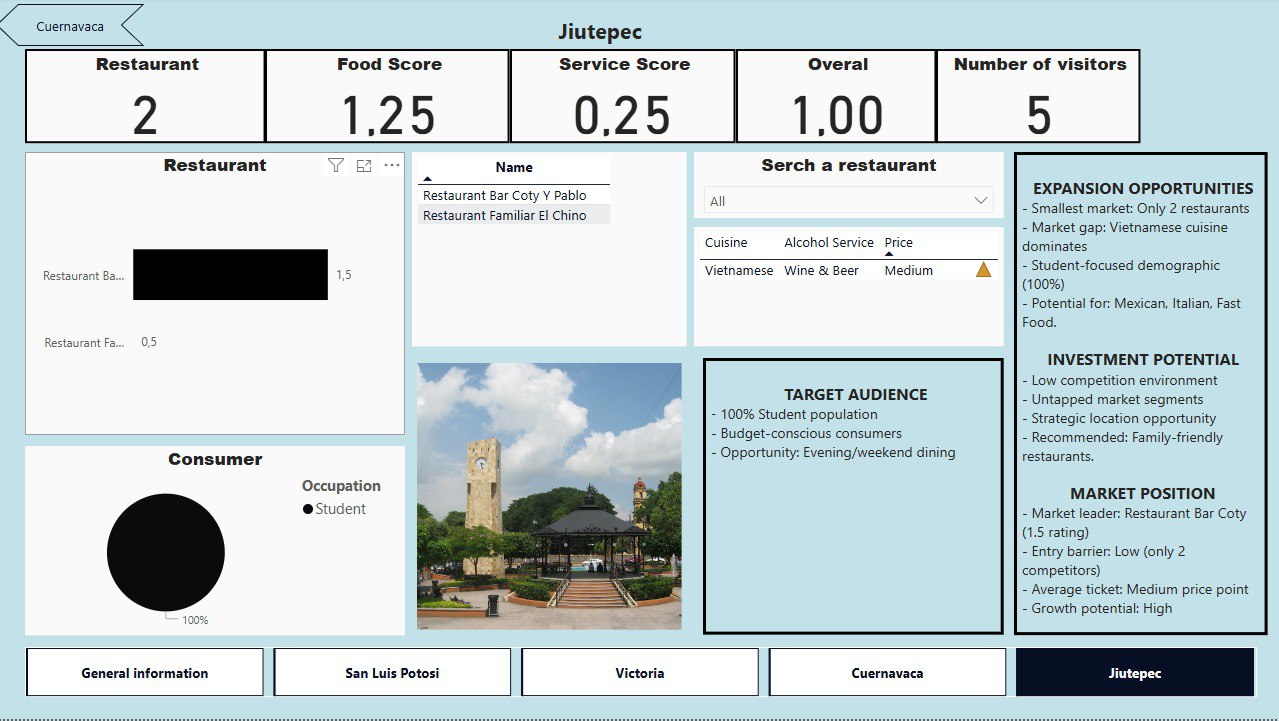 Cuernavaca
Jiutepec
Restaurant
2
Food Score
1,25
Service Score
0,25
Overal
1,00
Number of visitors
5
Restaurant
Restaurant Ba...
1,5
Restaurant Fa...
0,5
Name
Restaurant Bar Coty Y Pablo
Restaurant Familiar El Chino
Serch a restaurant
All
Cuisine Alcohol Service Price
Vietnamese Wine & Beer Medium
EXPANSION OPPORTUNITIES
- Smallest market: Only 2 restaurants
- Market gap: Vietnamese cuisine
dominates
- Student-focused demographic
(100%)
- Potential for: Mexican, Italian, Fast
Food.
INVESTMENT POTENTIAL
- Low competition environment
- Untapped market segments
- Strategic location opportunity
- Recommended: Family-friendly
restaurants.
MARKET POSITION
- Market leader: Restaurant Bar Coty
(1.5 rating)
- Entry barrier: Low (only 2
competitors)
- Average ticket: Medium price point
- Growth potential: High
TARGET AUDIENCE
- 100% Student population
- Budget-conscious consumers
- Opportunity: Evening/weekend dining
Consumer
Occupation
Student
100%
General information
San Luis Potosi
Victoria
Cuernavaca
Jiutepec